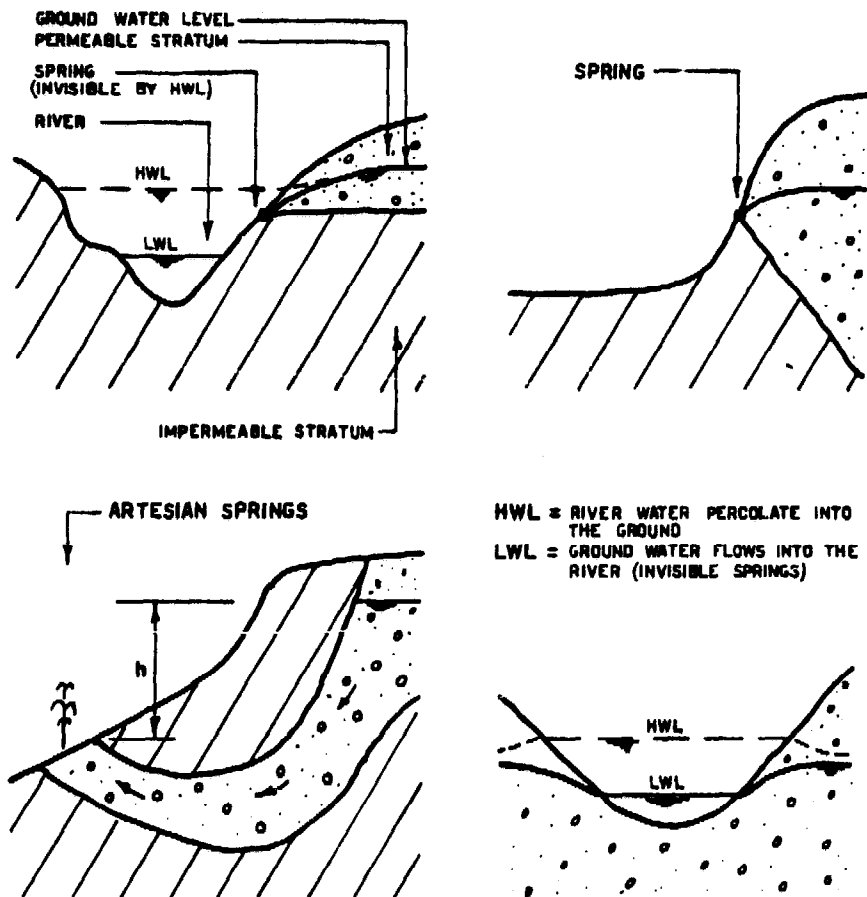 GROUND WATER LEVEL
PERMEABLE STRATUM
SPRING
(INVISIBLE BY HWL)
RIVER
HWL
LWL
IMPERMEABLE STRATUM
SPRING
ARTESIAN SPRINGS
h
HWL = RIVER WATER PERCOLATE INTO
THE GROUND
LWL = GROUND WATER FLOWS INTO THE
RIVER (INVISIBLE SPRINGS)
HWL
LWL